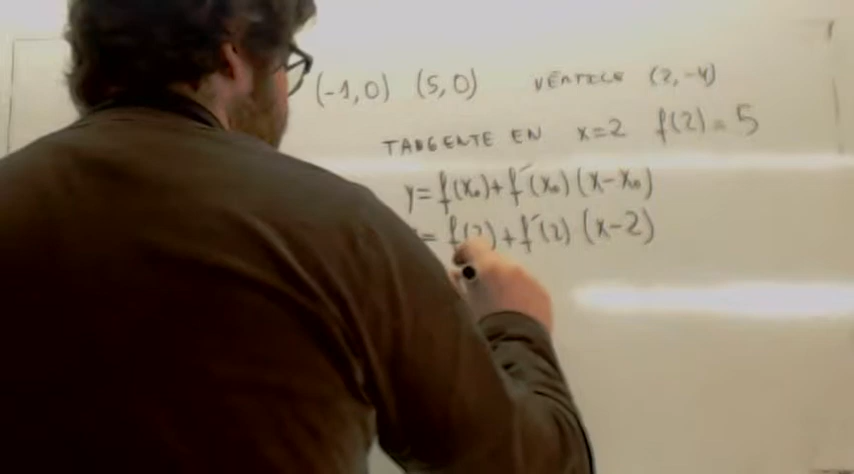 (-1,0) (5,0) VÉRTICE (2,-4)
TANGENTE EN x=2 f(2)=5
y=f(x₀)+f´(x₀)(x-x₀)
= f(2)+f´(2) (x-2)